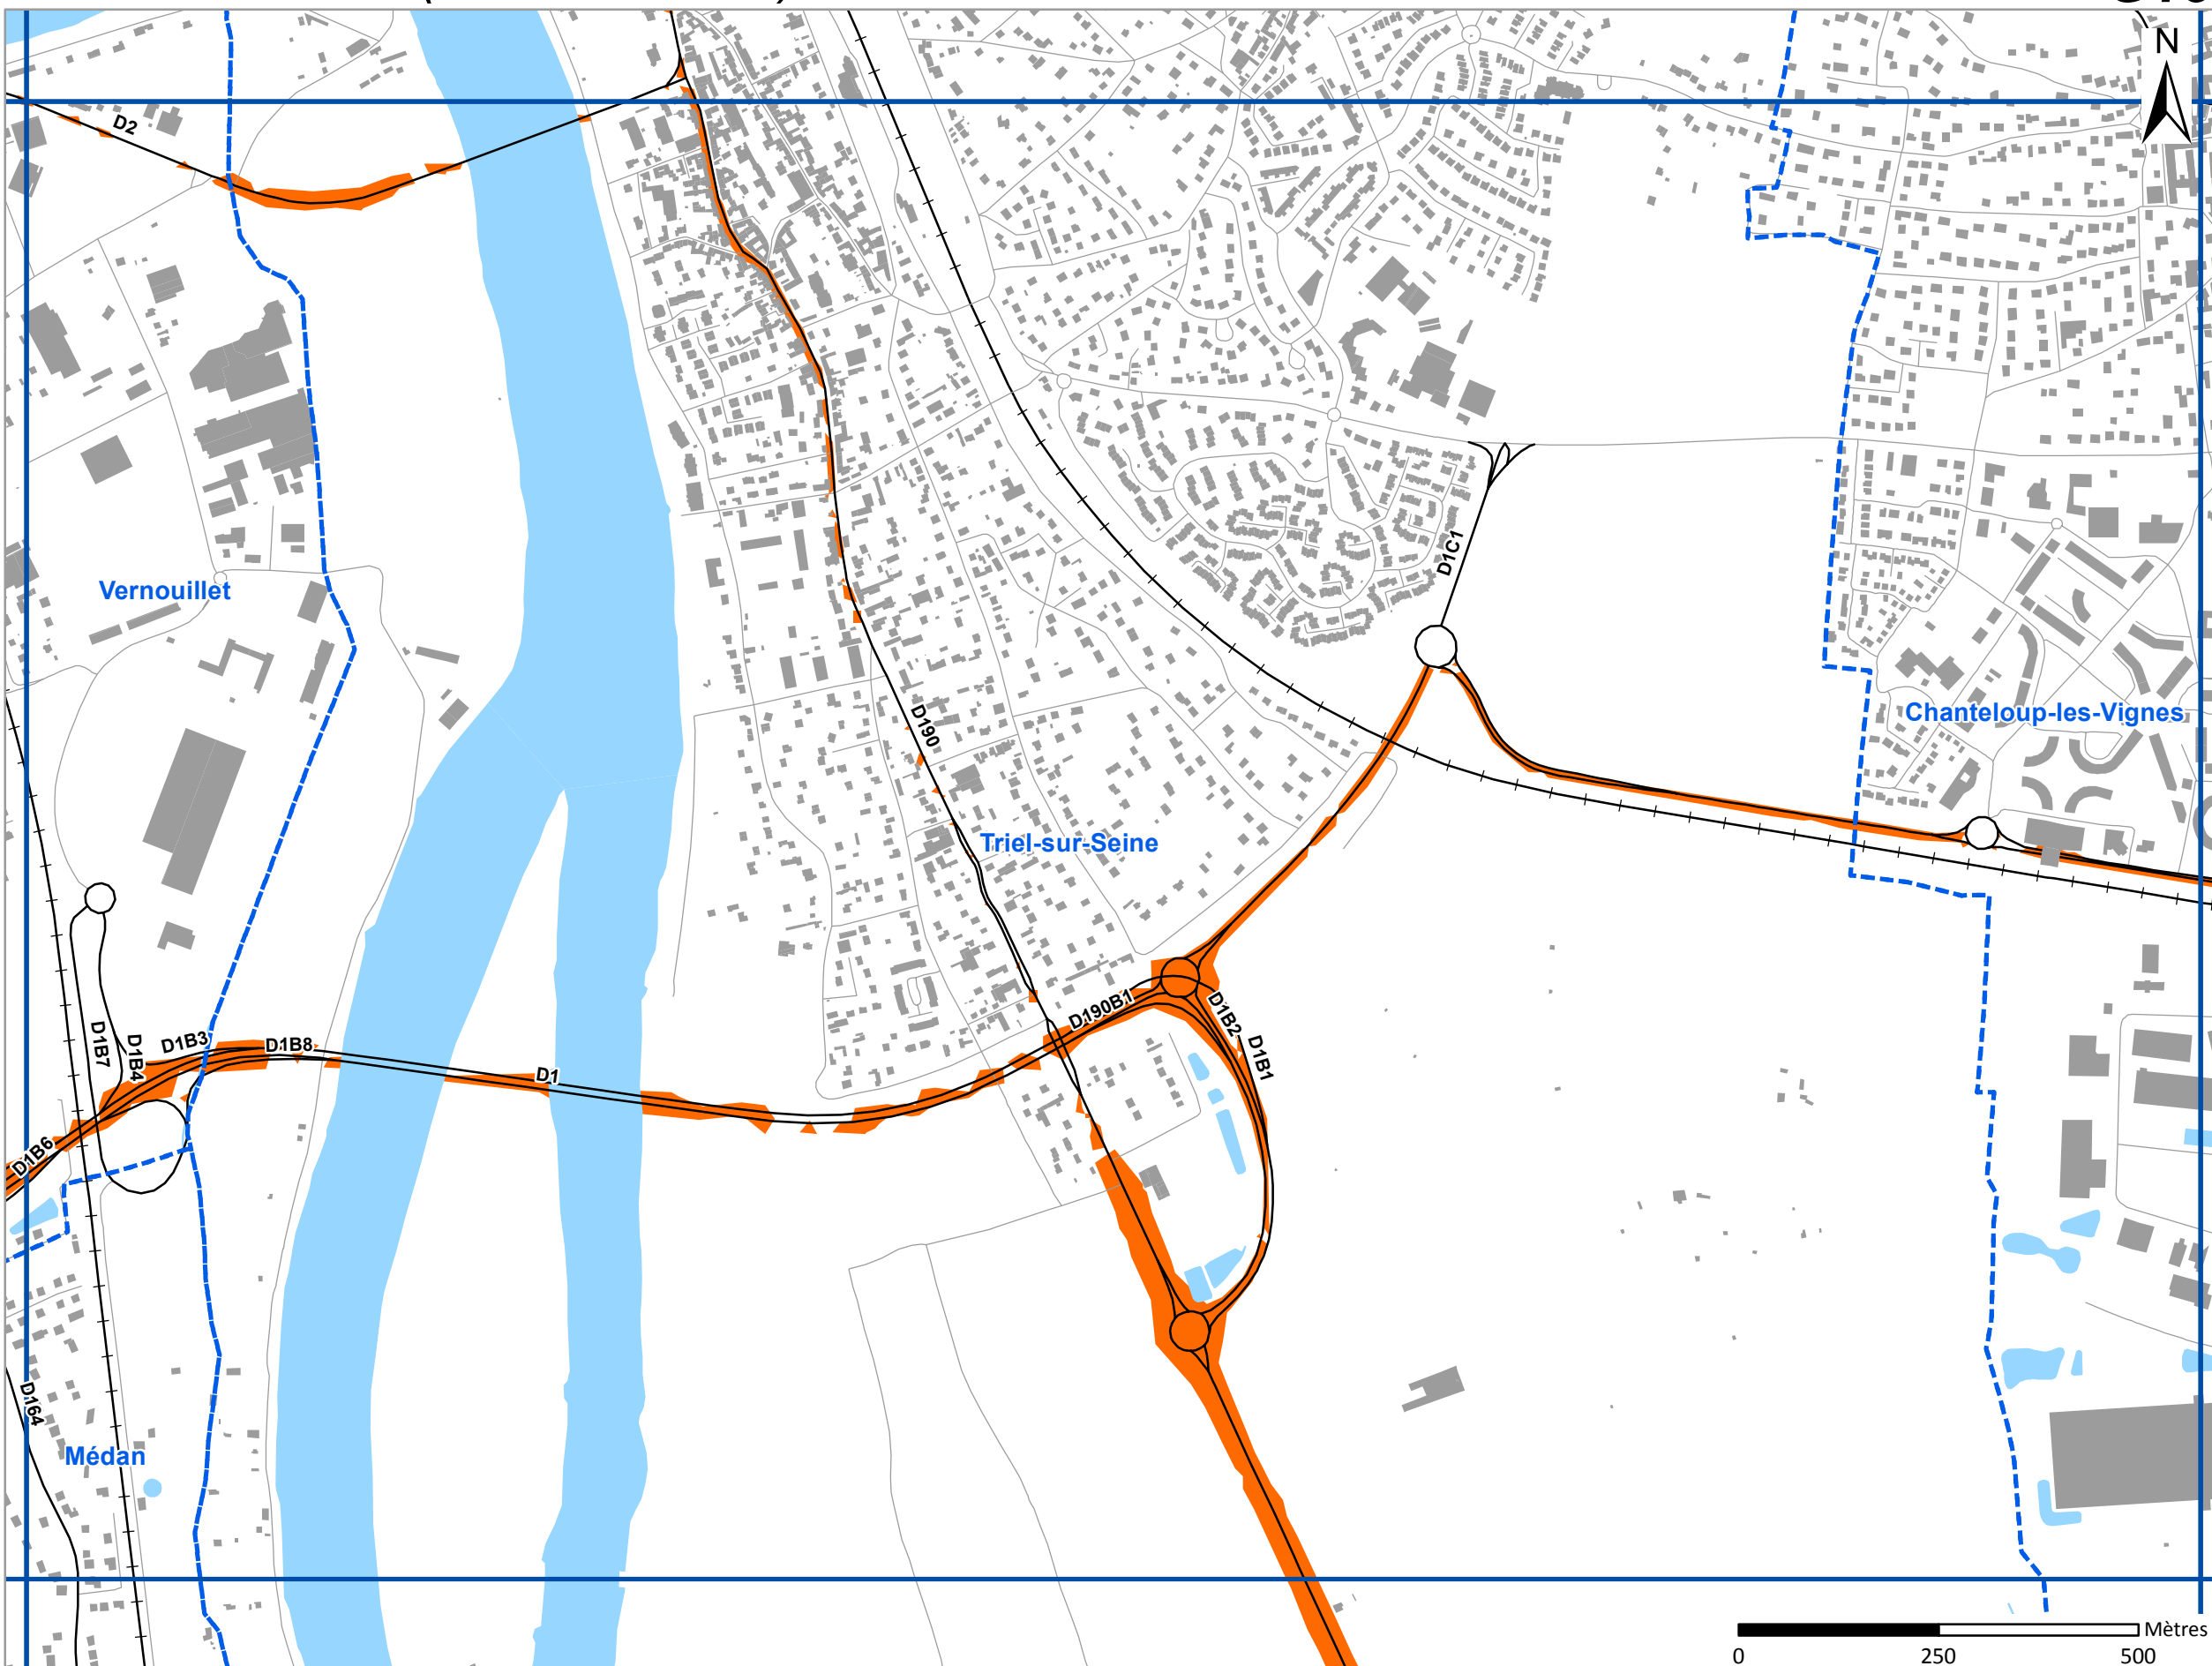 N
D2
Vernouillet
D1C1
Chanteloup-les-Vignes
D190
Triel-sur-Seine
D190B1
D1B2
D1B1
D1B7
D1B4
D1B3
D1B8
D1
D1B6
D164
Médan
Mètres
0 250 500